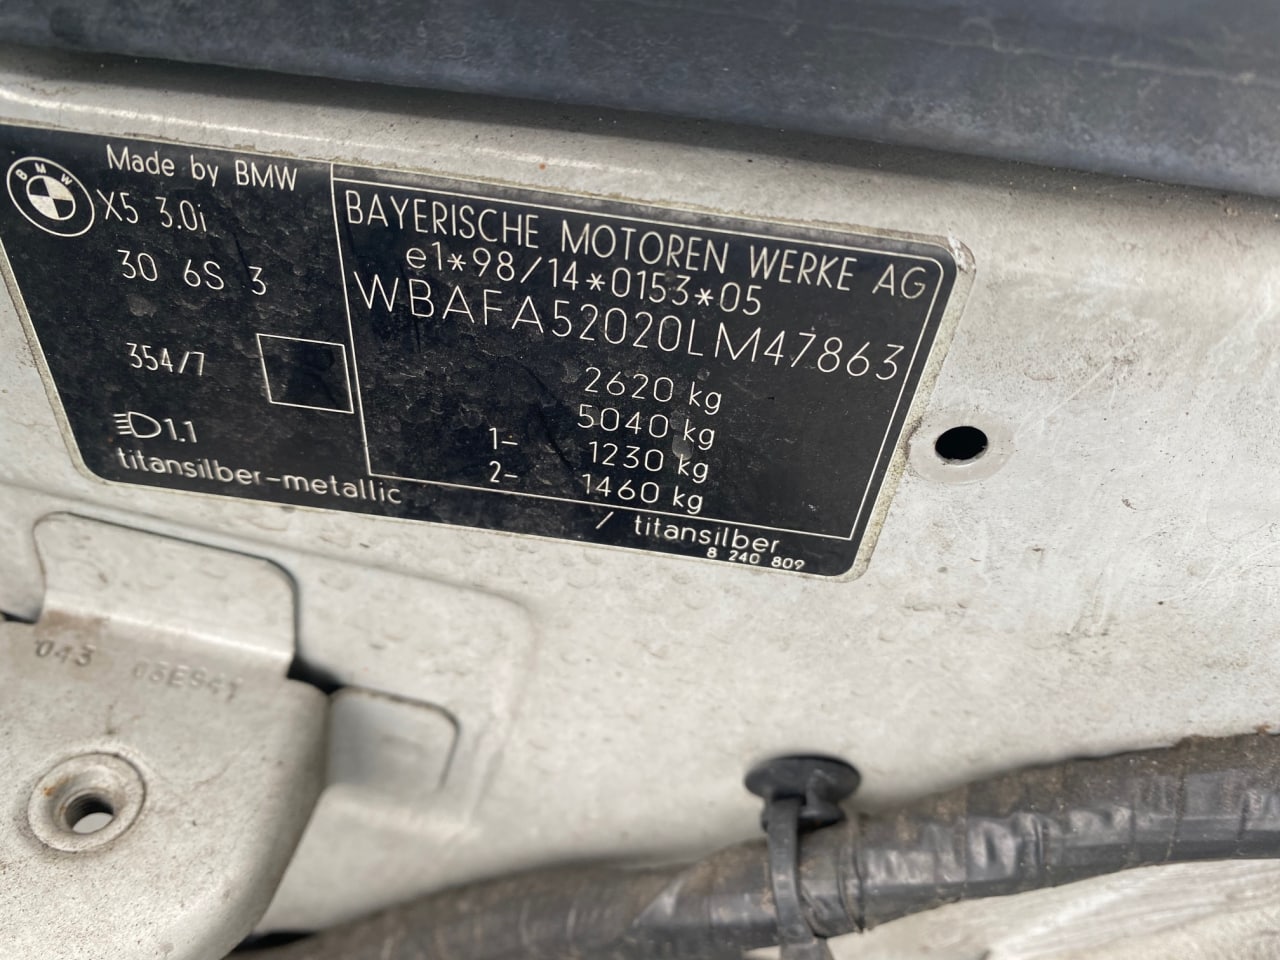 BMW
Made by BMW
X5 3.0i
30 6S 3
354/7
1.1
titansilber-metallic
BAYERISCHE MOTOREN WERKE AG
e1*98/14*0153*05
WBAFA52020LM47863
2620 kg
5040 kg
1- 1230 kg
2- 1460 kg
/ titansilber
8 240 809
043